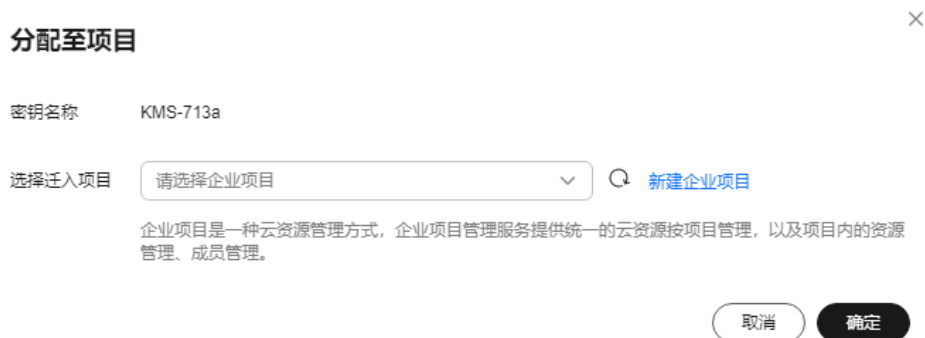 分配至项目
密钥名称 KMS-713a
选择迁入项目 请选择企业项目 新建企业项目
企业项目是一种云资源管理方式，企业项目管理服务提供统一的云资源按项目管理，以及项目内的资源
管理、成员管理。
取消 确定